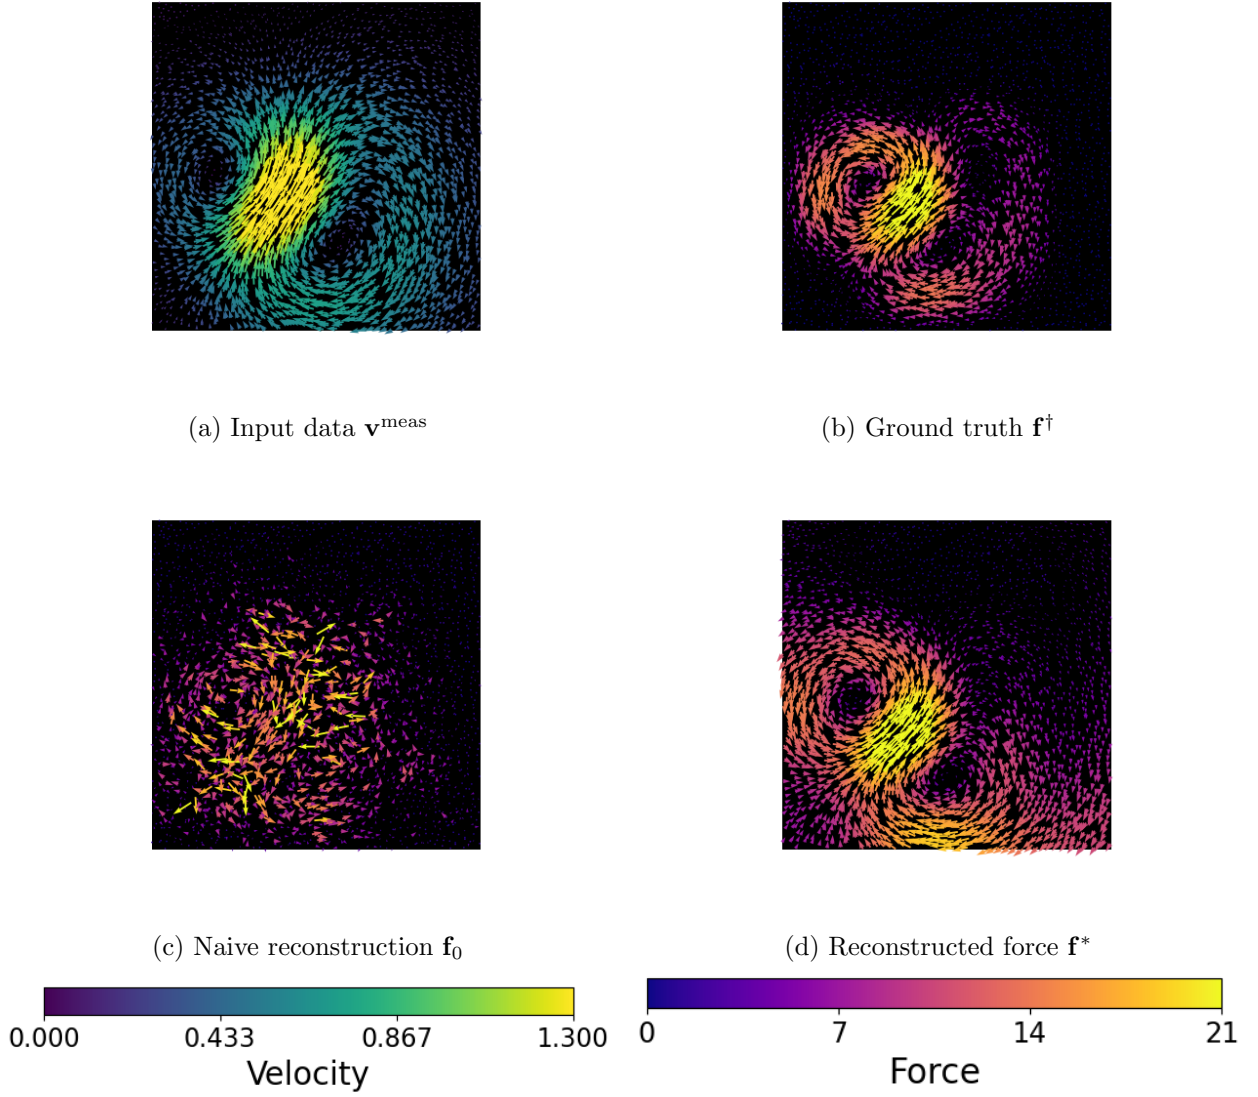 (a) Input data v^meas
(b) Ground truth f^†
(c) Naive reconstruction f₀
(d) Reconstructed force f^*
0.000 0.433 0.867 1.300
Velocity
0 7 14 21
Force